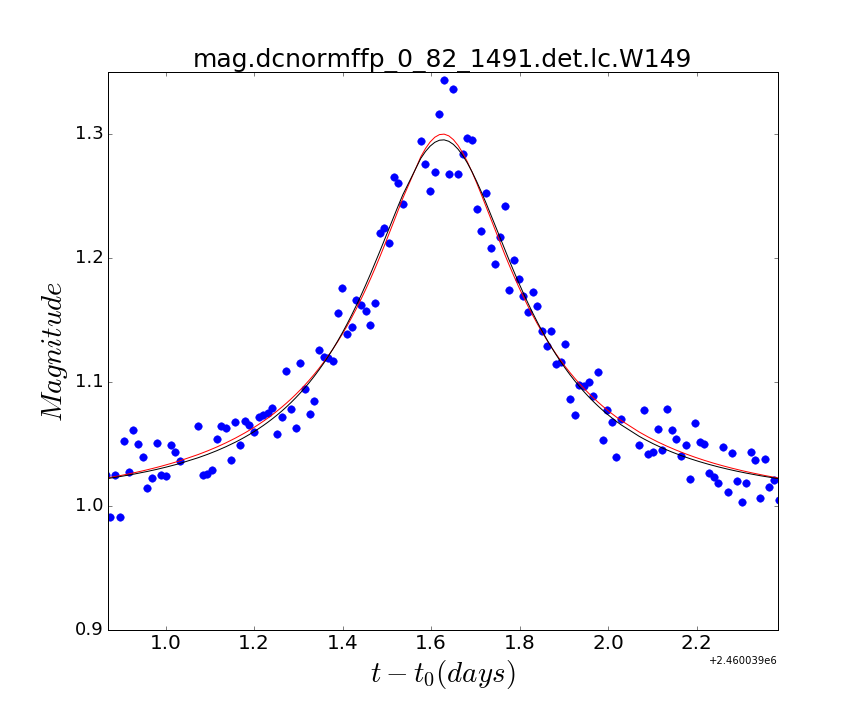 mag.dcnormffp_0_82_1491.det.lc.W149
Magnitude
1.3
1.2
1.1
1.0
0.9
1.0 1.2 1.4 1.6 1.8 2.0 2.2
+2.460039e6
t − t₀(days)